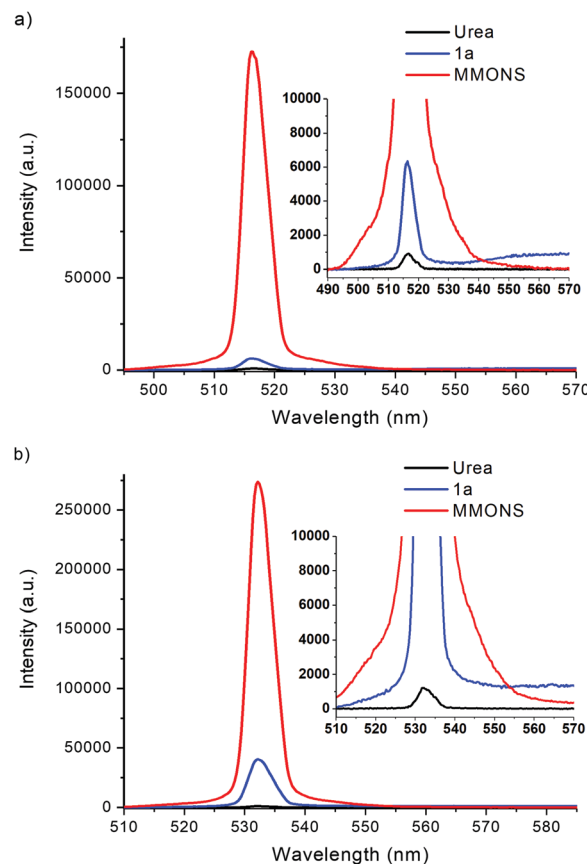 a)
Urea
1a
MMONS
150000
100000
50000
0
Intensity (a.u.)
10000
8000
6000
4000
2000
0
490 500 510 520 530 540 550 560 570
500 510 520 530 540 550 560 570
Wavelength (nm)
b)
Urea
1a
MMONS
250000
200000
150000
100000
50000
0
Intensity (a.u.)
10000
8000
6000
4000
2000
0
510 520 530 540 550 560 570
510 520 530 540 550 560 570 580
Wavelength (nm)